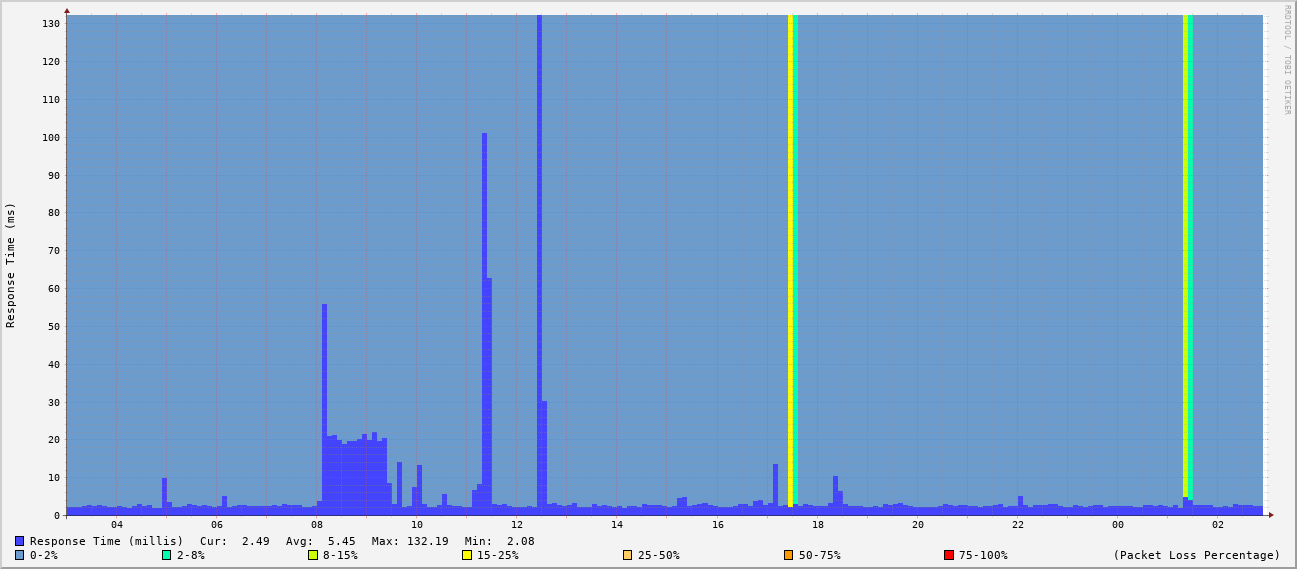 RRDTOOL / TOBI OETIKER
Response Time (ms)
130
120
110
100
90
80
70
60
50
40
30
20
10
0
04 06 08 10 12 14 16 18 20 22 00 02
Response Time (millis) Cur: 2.49 Avg: 5.45 Max: 132.19 Min: 2.08
0-2% 2-8% 8-15% 15-25% 25-50% 50-75% 75-100% (Packet Loss Percentage)